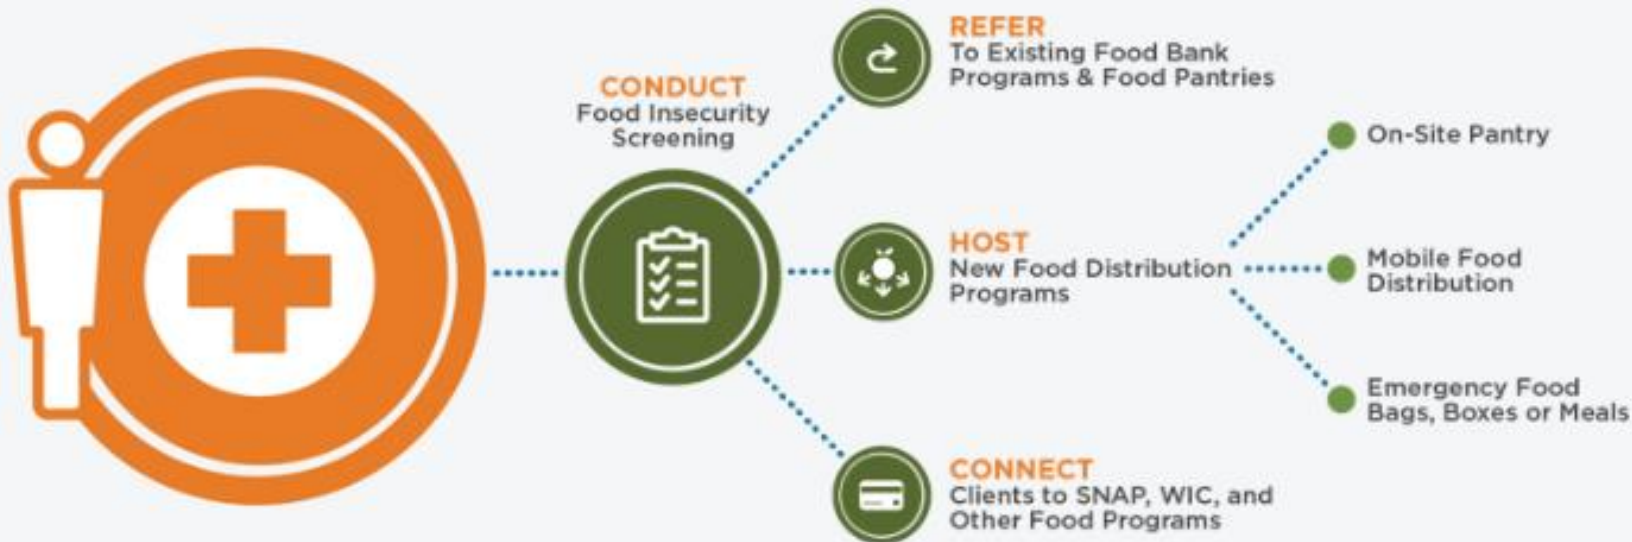 CONDUCT
Food Insecurity
Screening
REFER
To Existing Food Bank
Programs & Food Pantries
HOST
New Food Distribution
Programs
On-Site Pantry
Mobile Food
Distribution
Emergency Food
Bags, Boxes or Meals
CONNECT
Clients to SNAP, WIC, and
Other Food Programs